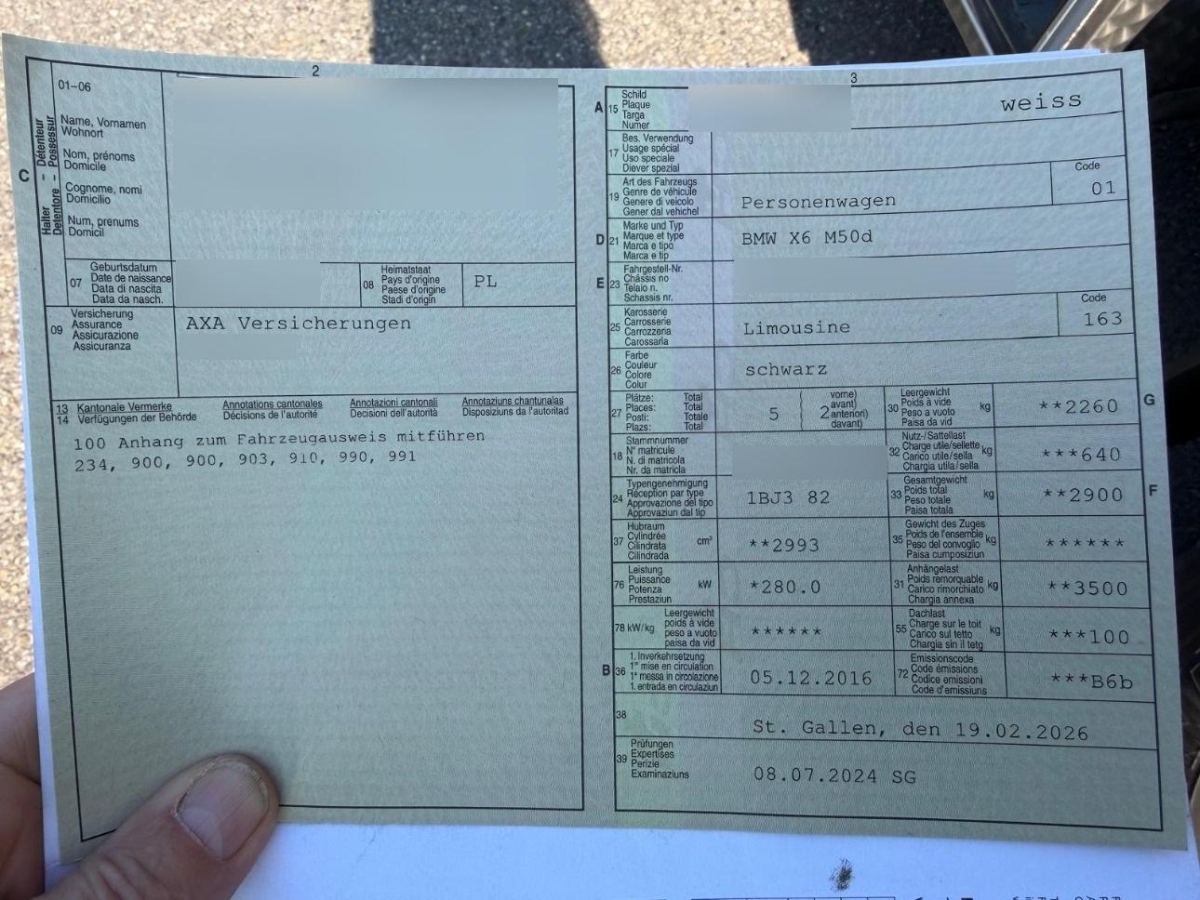 2
C
Halter - Détenteur
Detentore - Possessur
01-06
Name, Vornamen
Wohnort
Nom, prénoms
Domicile
Cognome, nomi
Domicilio
Num, prenums
Domicil
07
Geburtsdatum
Date de naissance
Data di nascita
Data da nasch.
08
Heimatstaat
Pays d'origine
Paese d'origine
Stadi d'origin
PL
09
Versicherung
Assurance
Assicurazione
Assicuranza
AXA Versicherungen
13 Kantonale Vermerke Annotations cantonales Annotazioni cantonali Annotaziuns chantunalas
14 Verfügungen der Behörde Décisions de l'autorité Decisioni dell'autorità Disposiziuns da l'autoritad
100 Anhang zum Fahrzeugausweis mitführen
234, 900, 900, 903, 910, 990, 991
3
A 15
Schild
Plaque
Targa
Numer
weiss
17
Bes. Verwendung
Usage spécial
Uso speciale
Diever spezial
19
Art des Fahrzeugs
Genre de véhicule
Genere di veicolo
Gener dal vehichel
Personenwagen
Code
01
D 21
Marke und Typ
Marque et type
Marca e tipo
Marca e tip
BMW X6 M50d
E 23
Fahrgestell-Nr.
Châssis no
Telaio n.
Schassis nr.
25
Karosserie
Carrosserie
Carrozzeria
Carossaria
Limousine
Code
163
26
Farbe
Couleur
Colore
Colur
schwarz
27
Plätze: Total
Places: Total
Posti: Totale
Plazs: Total
5
2
vorne)
avant)
anteriori)
davant)
30
Leergewicht
Poids à vide
Peso a vuoto
Paisa da vid
kg
**2260
G
18
Stammnummer
N° matricule
N. di matricola
Nr. da matricla
32
Nutz-/Sattellast
Charge utile/sellette
Carico utile/sella
Chargia utila/sella
kg
***640
24
Typengenehmigung
Réception par type
Approvazione del tipo
Approvaziun dal tip
1BJ3 82
33
Gesamtgewicht
Poids total
Peso totale
Paisa totala
kg
**2900
F
37
Hubraum
Cylindrée
Cilindrata
Cilindrada
cm³
**2993
35
Gewicht des Zuges
Poids de l'ensemble
Peso del convoglio
Paisa cumposiziun
kg
******
76
Leistung
Puissance
Potenza
Prestaziun
kW
*280.0
31
Anhängelast
Poids remorquable
Carico rimorchiato
Chargia annexa
kg
**3500
78 kW/kg
Leergewicht
poids à vide
peso a vuoto
paisa da vid
******
55
Dachlast
Charge sur le toit
Carico sul tetto
Chargia sin il tetg
kg
***100
B 36
1. Inverkehrsetzung
1re mise en circulation
1a messa in circolazione
1. entrada en circulaziun
05.12.2016
72
Emissionscode
Code émissions
Codice emissioni
Code d'emissiuns
***B6b
38
St. Gallen, den 19.02.2026
39
Prüfungen
Expertises
Perizie
Examinaziuns
08.07.2024 SG